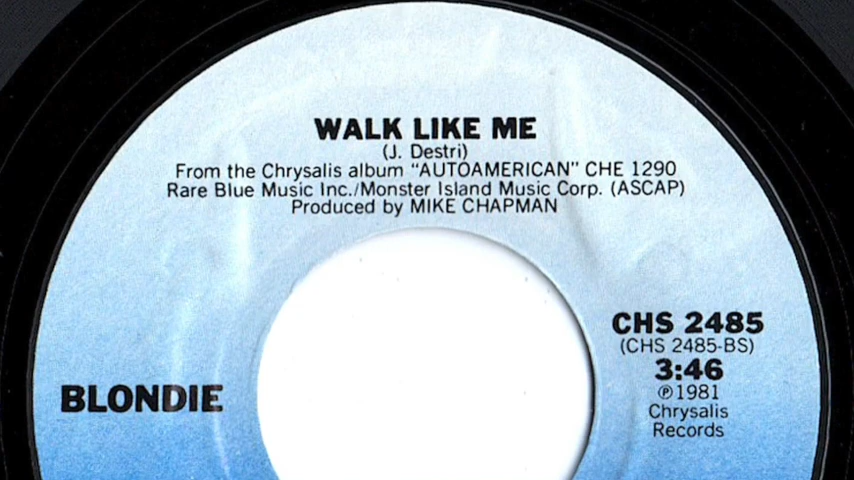 WALK LIKE ME
(J. Destri)
From the Chrysalis album "AUTOAMERICAN" CHE 1290
Rare Blue Music Inc./Monster Island Music Corp. (ASCAP)
Produced by MIKE CHAPMAN
CHS 2485
(CHS 2485-BS)
3:46
℗1981
Chrysalis
Records
BLONDIE